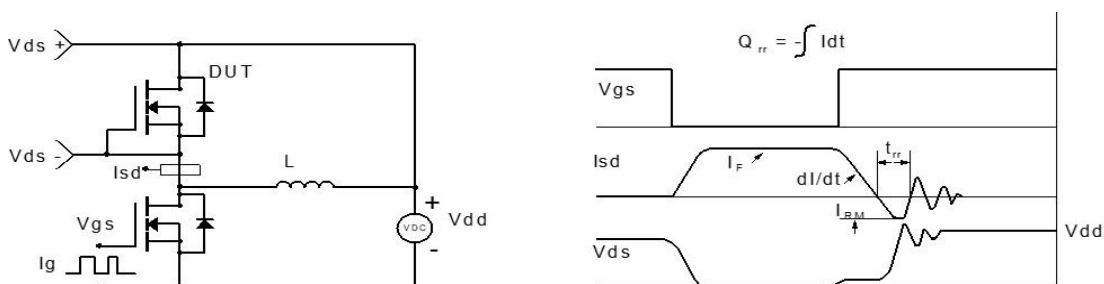 Vds +
DUT
Vds -
Isd
L
Vgs
Ig
+
VDC
-
Vdd
Q rr = - ∫ Idt
Vgs
Isd
I F
dI/dt
t rr
I RM
Vds
Vdd